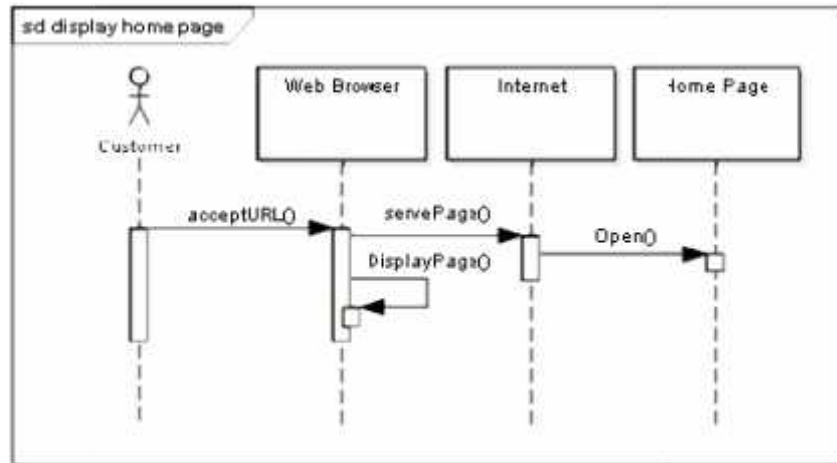 sd display home page
Web Browser
Internet
Home Page
Customer
acceptURL()
servePage()
Open()
DisplayPage()